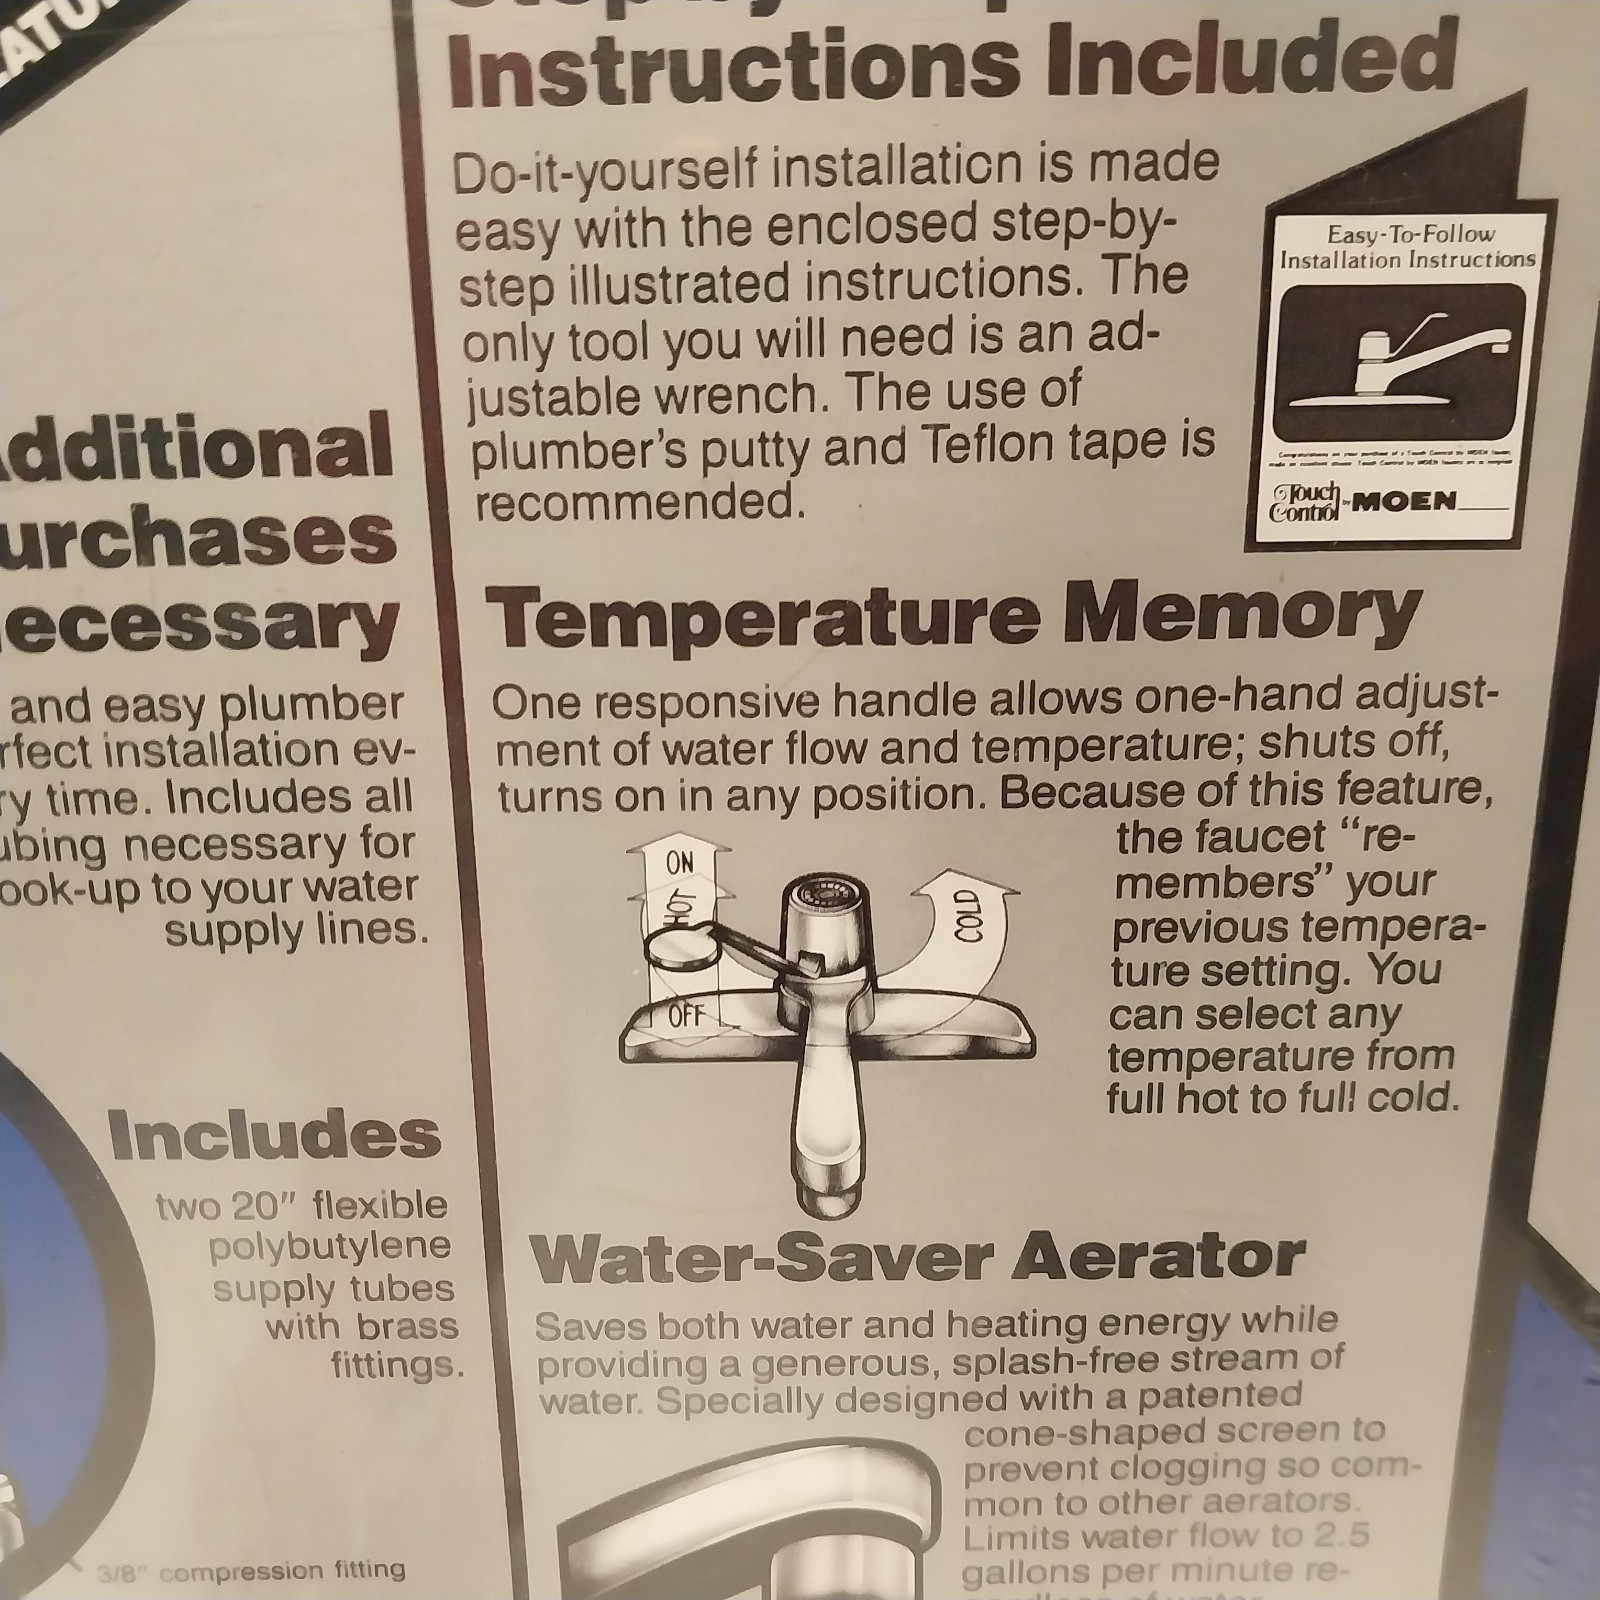 Instructions Included
Do-it-yourself installation is made
easy with the enclosed step-by-
step illustrated instructions. The
only tool you will need is an ad-
justable wrench. The use of
plumber's putty and Teflon tape is
recommended.
Easy-To-Follow
Installation Instructions
Touch
Control
by MOEN
Temperature Memory
One responsive handle allows one-hand adjust-
ment of water flow and temperature; shuts off,
turns on in any position. Because of this feature,
the faucet “re-
members” your
previous tempera-
ture setting. You
can select any
temperature from
full hot to full cold.
ON
HOT
OFF
COLD
Water-Saver Aerator
Saves both water and heating energy while
providing a generous, splash-free stream of
water. Specially designed with a patented
cone-shaped screen to
prevent clogging so com-
mon to other aerators.
Limits water flow to 2.5
gallons per minute re-
dditional
urchases
ecessary
and easy plumber
rfect installation ev-
ry time. Includes all
ubing necessary for
ook-up to your water
supply lines.
Includes
two 20" flexible
polybutylene
supply tubes
with brass
fittings.
3/8" compression fitting